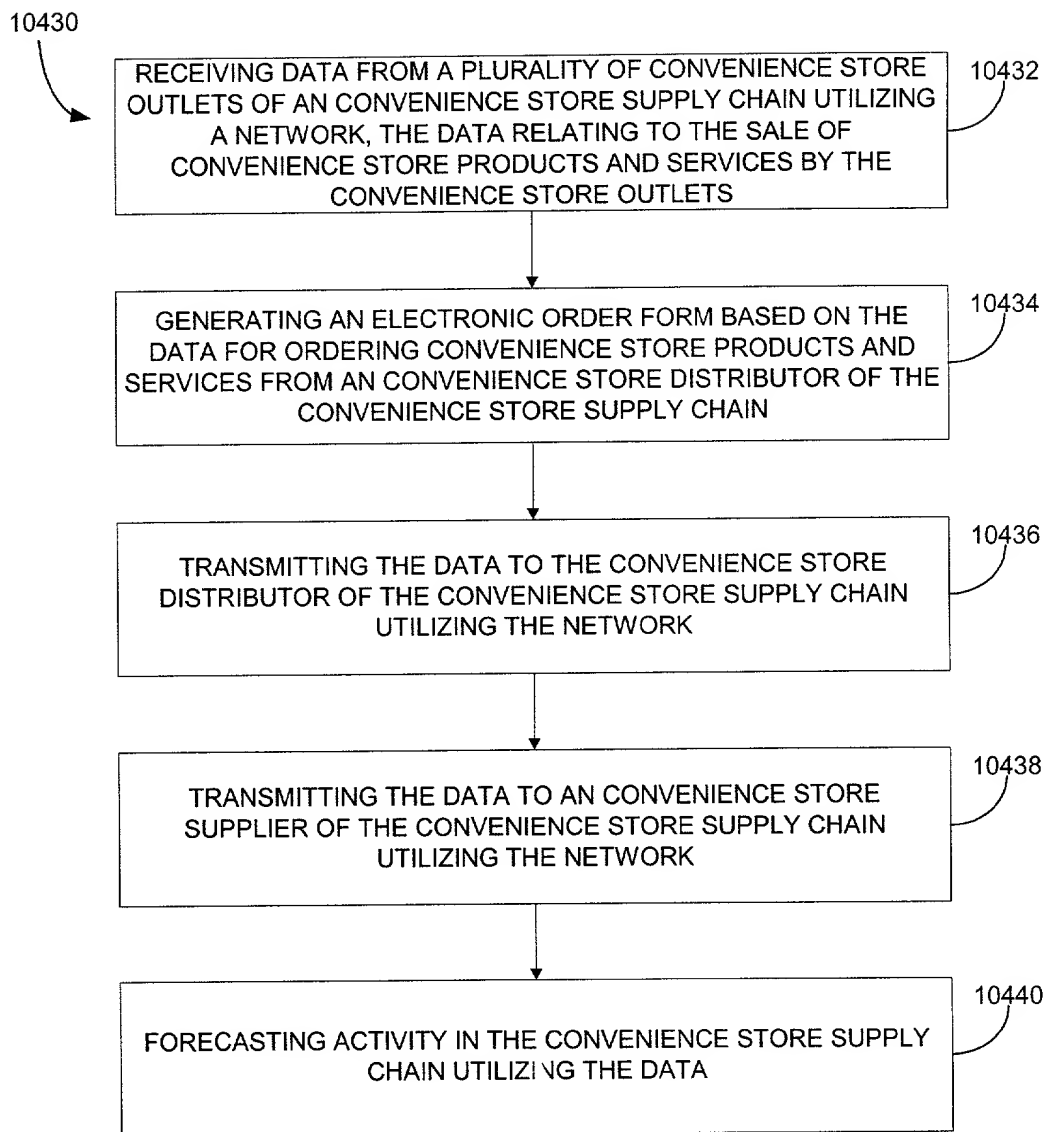 10430
RECEIVING DATA FROM A PLURALITY OF CONVENIENCE STORE
OUTLETS OF AN CONVENIENCE STORE SUPPLY CHAIN UTILIZING
A NETWORK, THE DATA RELATING TO THE SALE OF
CONVENIENCE STORE PRODUCTS AND SERVICES BY THE
CONVENIENCE STORE OUTLETS
10432
GENERATING AN ELECTRONIC ORDER FORM BASED ON THE
DATA FOR ORDERING CONVENIENCE STORE PRODUCTS AND
SERVICES FROM AN CONVENIENCE STORE DISTRIBUTOR OF THE
CONVENIENCE STORE SUPPLY CHAIN
10434
TRANSMITTING THE DATA TO THE CONVENIENCE STORE
DISTRIBUTOR OF THE CONVENIENCE STORE SUPPLY CHAIN
UTILIZING THE NETWORK
10436
TRANSMITTING THE DATA TO AN CONVENIENCE STORE
SUPPLIER OF THE CONVENIENCE STORE SUPPLY CHAIN
UTILIZING THE NETWORK
10438
FORECASTING ACTIVITY IN THE CONVENIENCE STORE SUPPLY
CHAIN UTILIZING THE DATA
10440